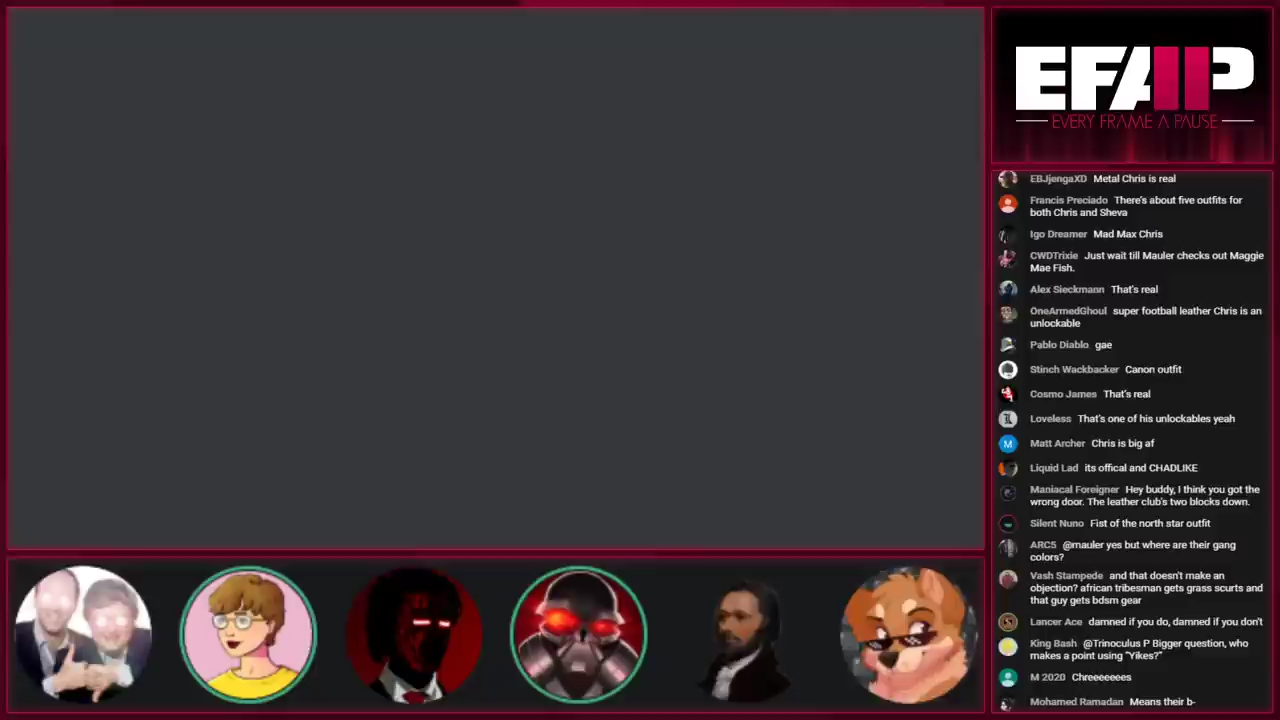 EFAP
EVERY FRAME A PAUSE
EBJjengaXD Metal Chris is real
Francis Preciado There's about five outfits for
both Chris and Sheva
Igo Dreamer Mad Max Chris
CWDTrixie Just wait till Mauler checks out Maggie
Mae Fish.
Alex Sieckmann That's real
OneArmedGhoul super football leather Chris is an
unlockable
Pablo Diablo gae
Stinch Wackbacker Canon outfit
Cosmo James That's real
Loveless That's one of his unlockables yeah
M
Matt Archer Chris is big af
Liquid Lad its offical and CHADLIKE
Maniacal Foreigner Hey buddy, I think you got the
wrong door. The leather club's two blocks down.
Silent Nuno Fist of the north star outfit
ARC5 @mauler yes but where are their gang
colors?
Vash Stampede and that doesn't make an
objection? african tribesman gets grass scurts and
that guy gets bdsm gear
Lancer Ace damned if you do, damned if you don't
King Bash @Trinoculus P Bigger question, who
makes a point using "Yikes?"
M 2020 Chreeeeeees
Mohamed Ramadan Means their b-